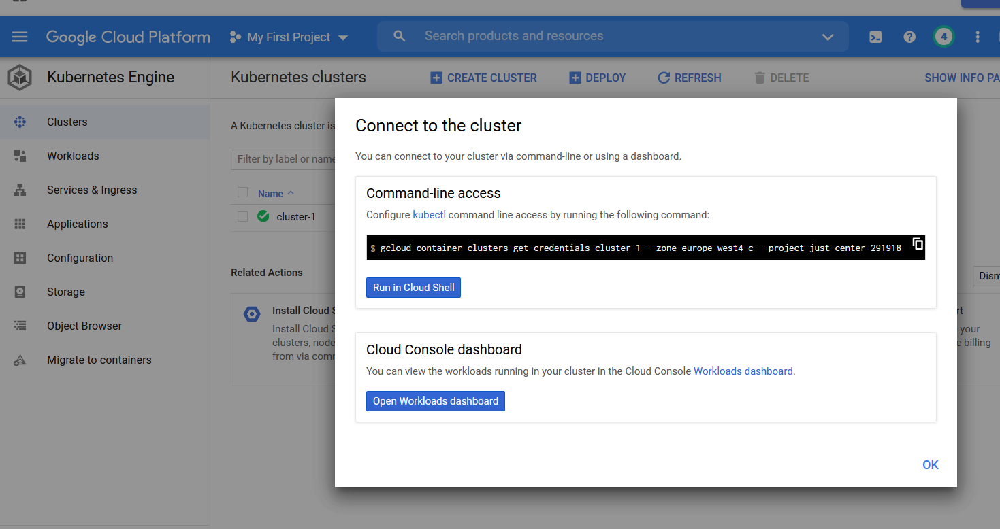 Google Cloud Platform
My First Project
Search products and resources
4
Kubernetes Engine
Kubernetes clusters
CREATE CLUSTER
DEPLOY
REFRESH
DELETE
SHOW INFO PA
Clusters
Workloads
Services & Ingress
Applications
Configuration
Storage
Object Browser
Migrate to containers
A Kubernetes cluster is
Filter by label or name
Name
cluster-1
Related Actions
Install Cloud S
Install Cloud S
clusters, node
from via comm
Connect to the cluster
You can connect to your cluster via command-line or using a dashboard.
Command-line access
Configure kubectl command line access by running the following command:
$ gcloud container clusters get-credentials cluster-1 --zone europe-west4-c --project just-center-291918
Run in Cloud Shell
Cloud Console dashboard
You can view the workloads running in your cluster in the Cloud Console Workloads dashboard.
Open Workloads dashboard
OK
Dism
rt
your
e billing